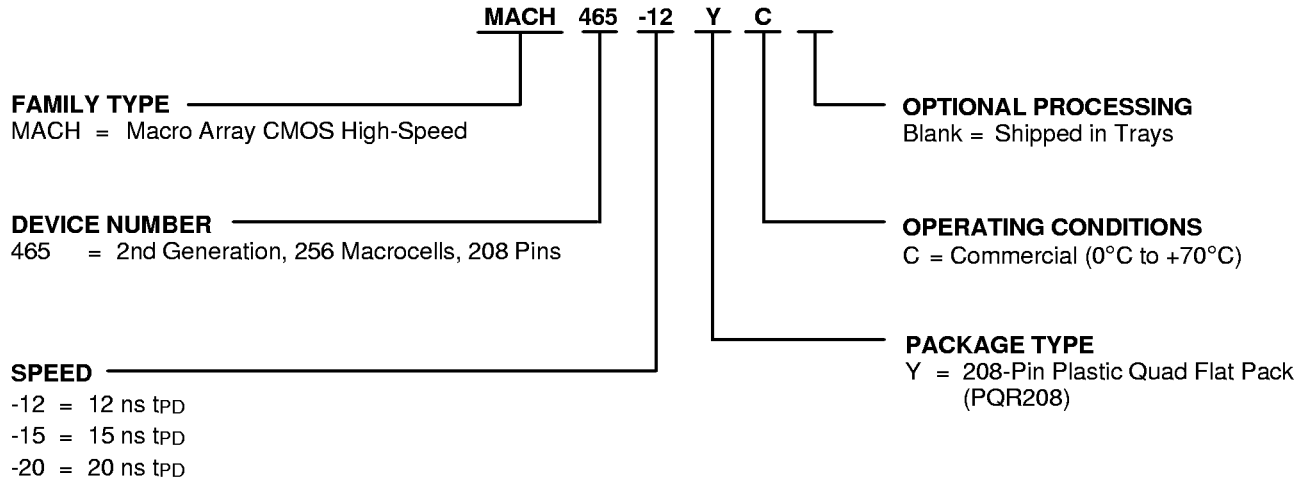 MACH 465 -12 Y C
FAMILY TYPE
MACH = Macro Array CMOS High-Speed
DEVICE NUMBER
465 = 2nd Generation, 256 Macrocells, 208 Pins
SPEED
-12 = 12 ns tPD
-15 = 15 ns tPD
-20 = 20 ns tPD
OPTIONAL PROCESSING
Blank = Shipped in Trays
OPERATING CONDITIONS
C = Commercial (0°C to +70°C)
PACKAGE TYPE
Y = 208-Pin Plastic Quad Flat Pack
(PQR208)